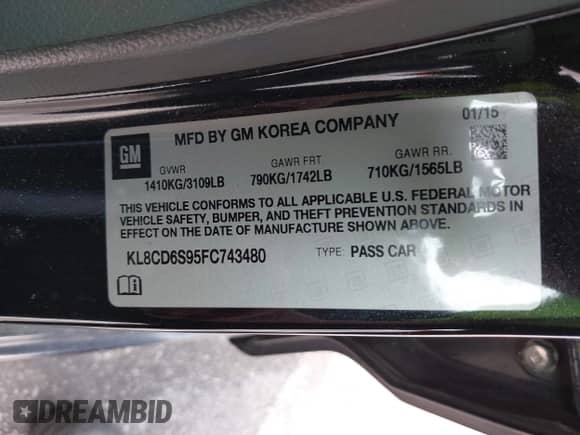 01/15
GM
MFD BY GM KOREA COMPANY
GVWR GAWR FRT GAWR RR.
1410KG/3109LB 790KG/1742LB 710KG/1565LB
THIS VEHICLE CONFORMS TO ALL APPLICABLE U.S. FEDERAL MOTOR
VEHICLE SAFETY, BUMPER, AND THEFT PREVENTION STANDARDS IN
EFFECT ON THE DATE OF MANUFACTURE SHOWN ABOVE.
KL8CD6S95FC743480 TYPE: PASS CAR
DREAMBID